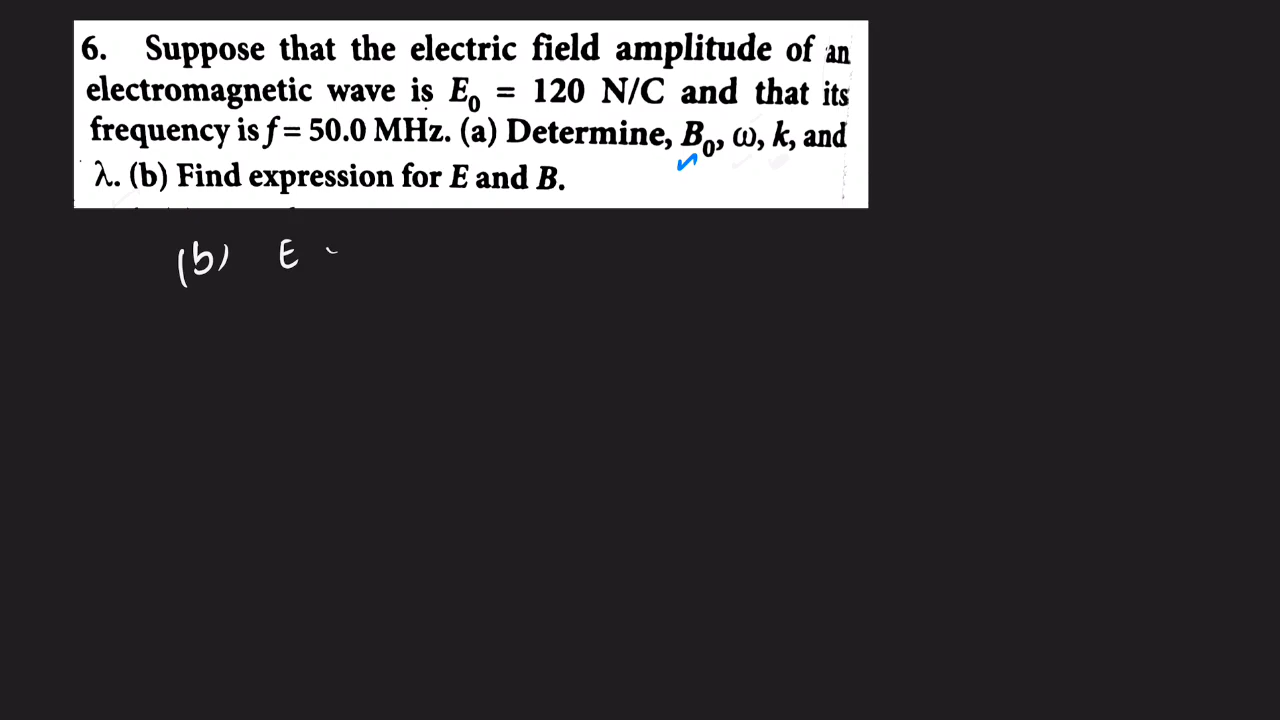 6. Suppose that the electric field amplitude of an
electromagnetic wave is E₀ = 120 N/C and that its
frequency is f = 50.0 MHz. (a) Determine, B₀, ω, k, and
λ. (b) Find expression for E and B.
(b) E